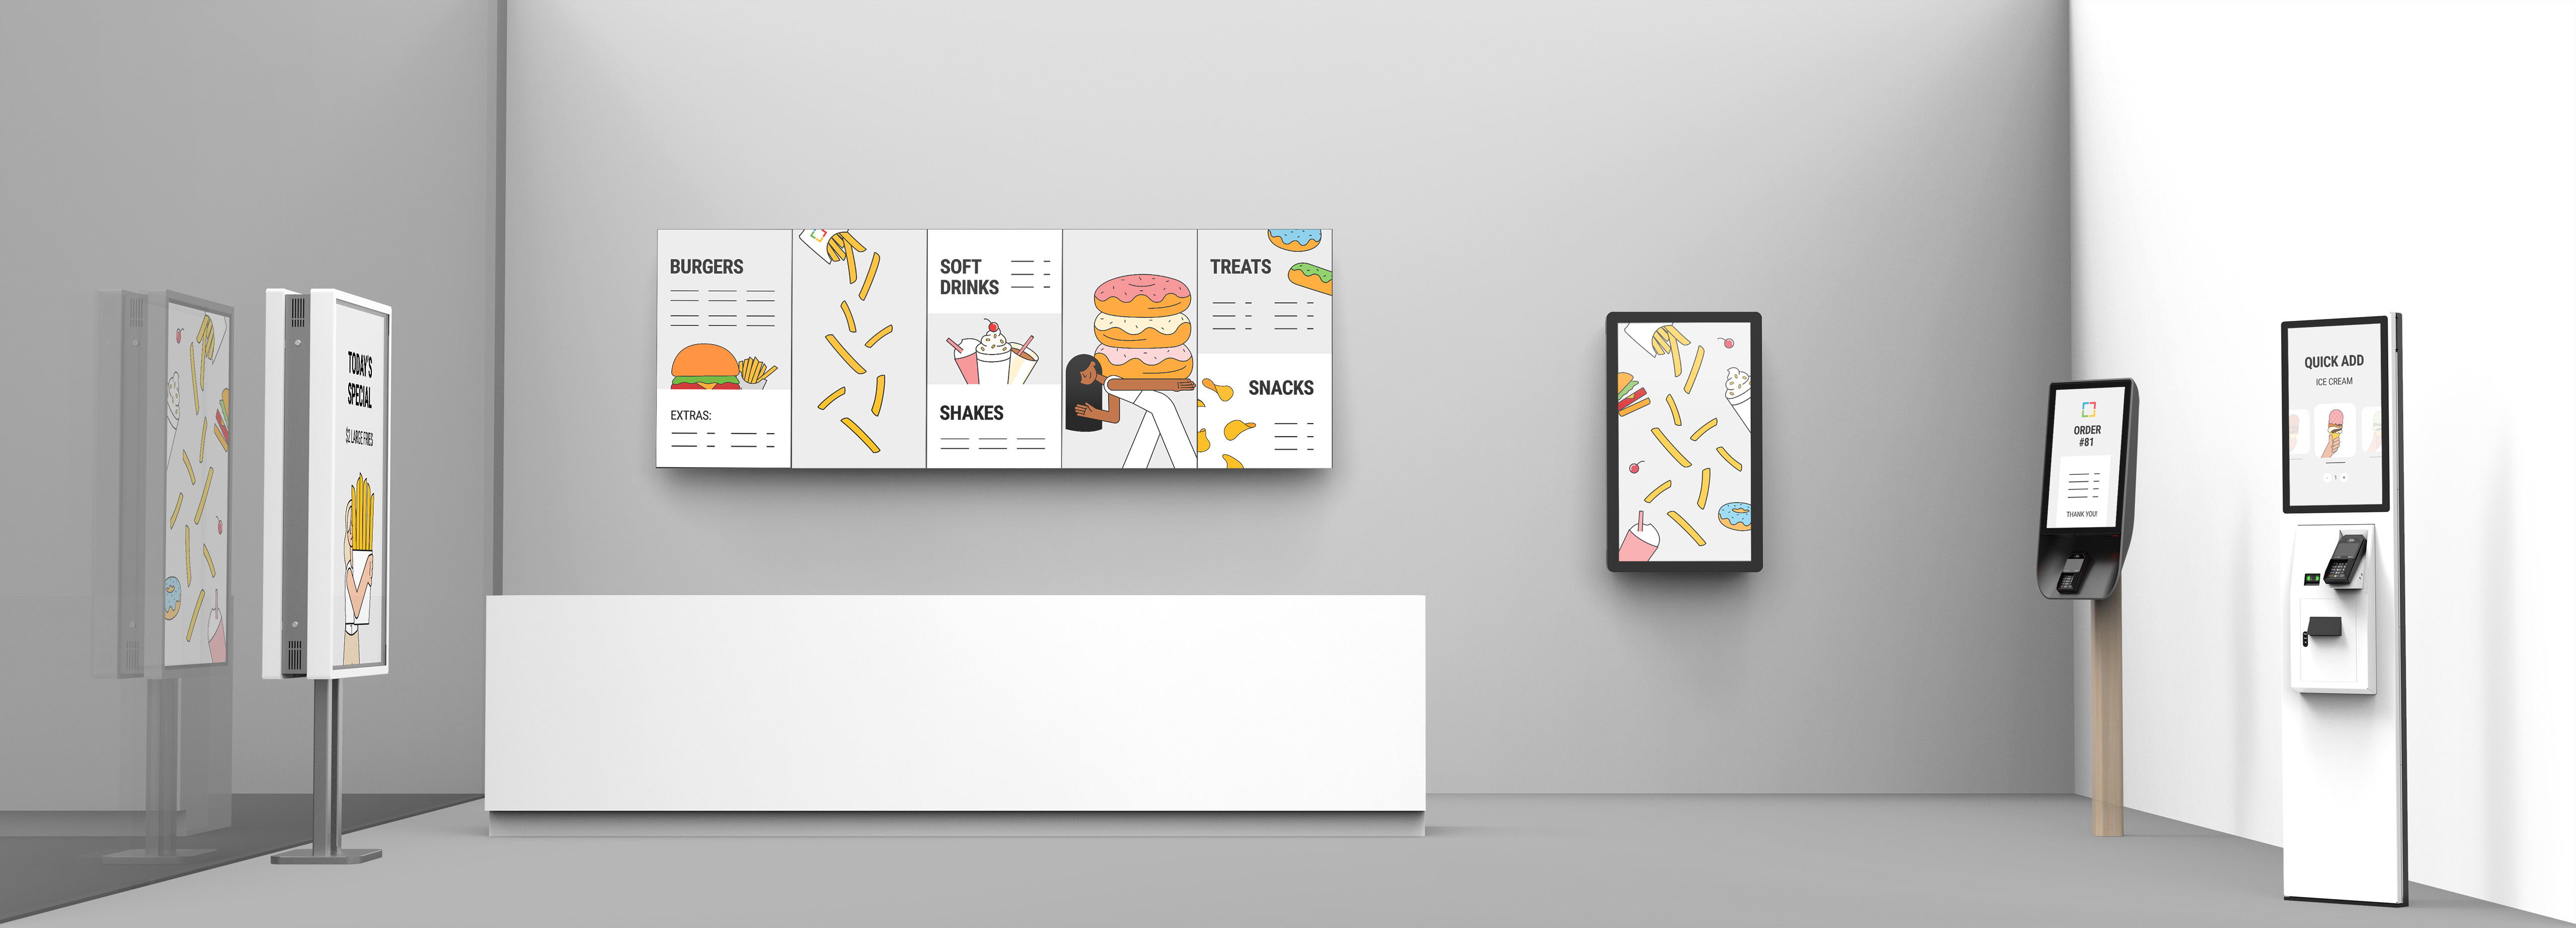 TODAY'S
SPECIAL
$2 LARGE FRIES
BURGERS
EXTRAS:
SOFT
DRINKS
SHAKES
TREATS
SNACKS
ORDER
#81
THANK YOU!
QUICK ADD
ICE CREAM
- 1 +